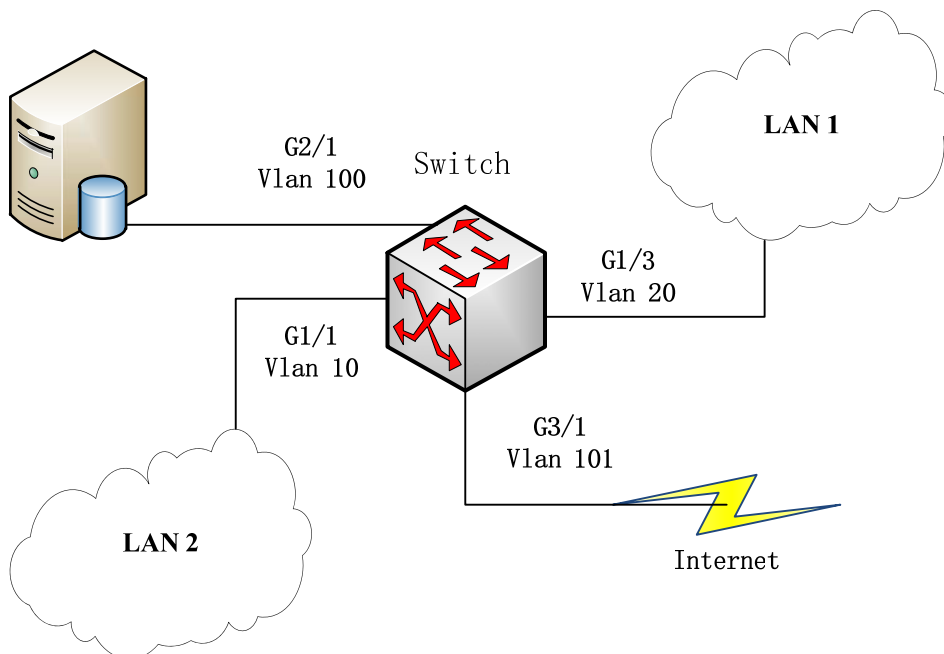 LAN 1
G2/1
Vlan 100
Switch
G1/3
Vlan 20
G1/1
Vlan 10
G3/1
Vlan 101
LAN 2
Internet